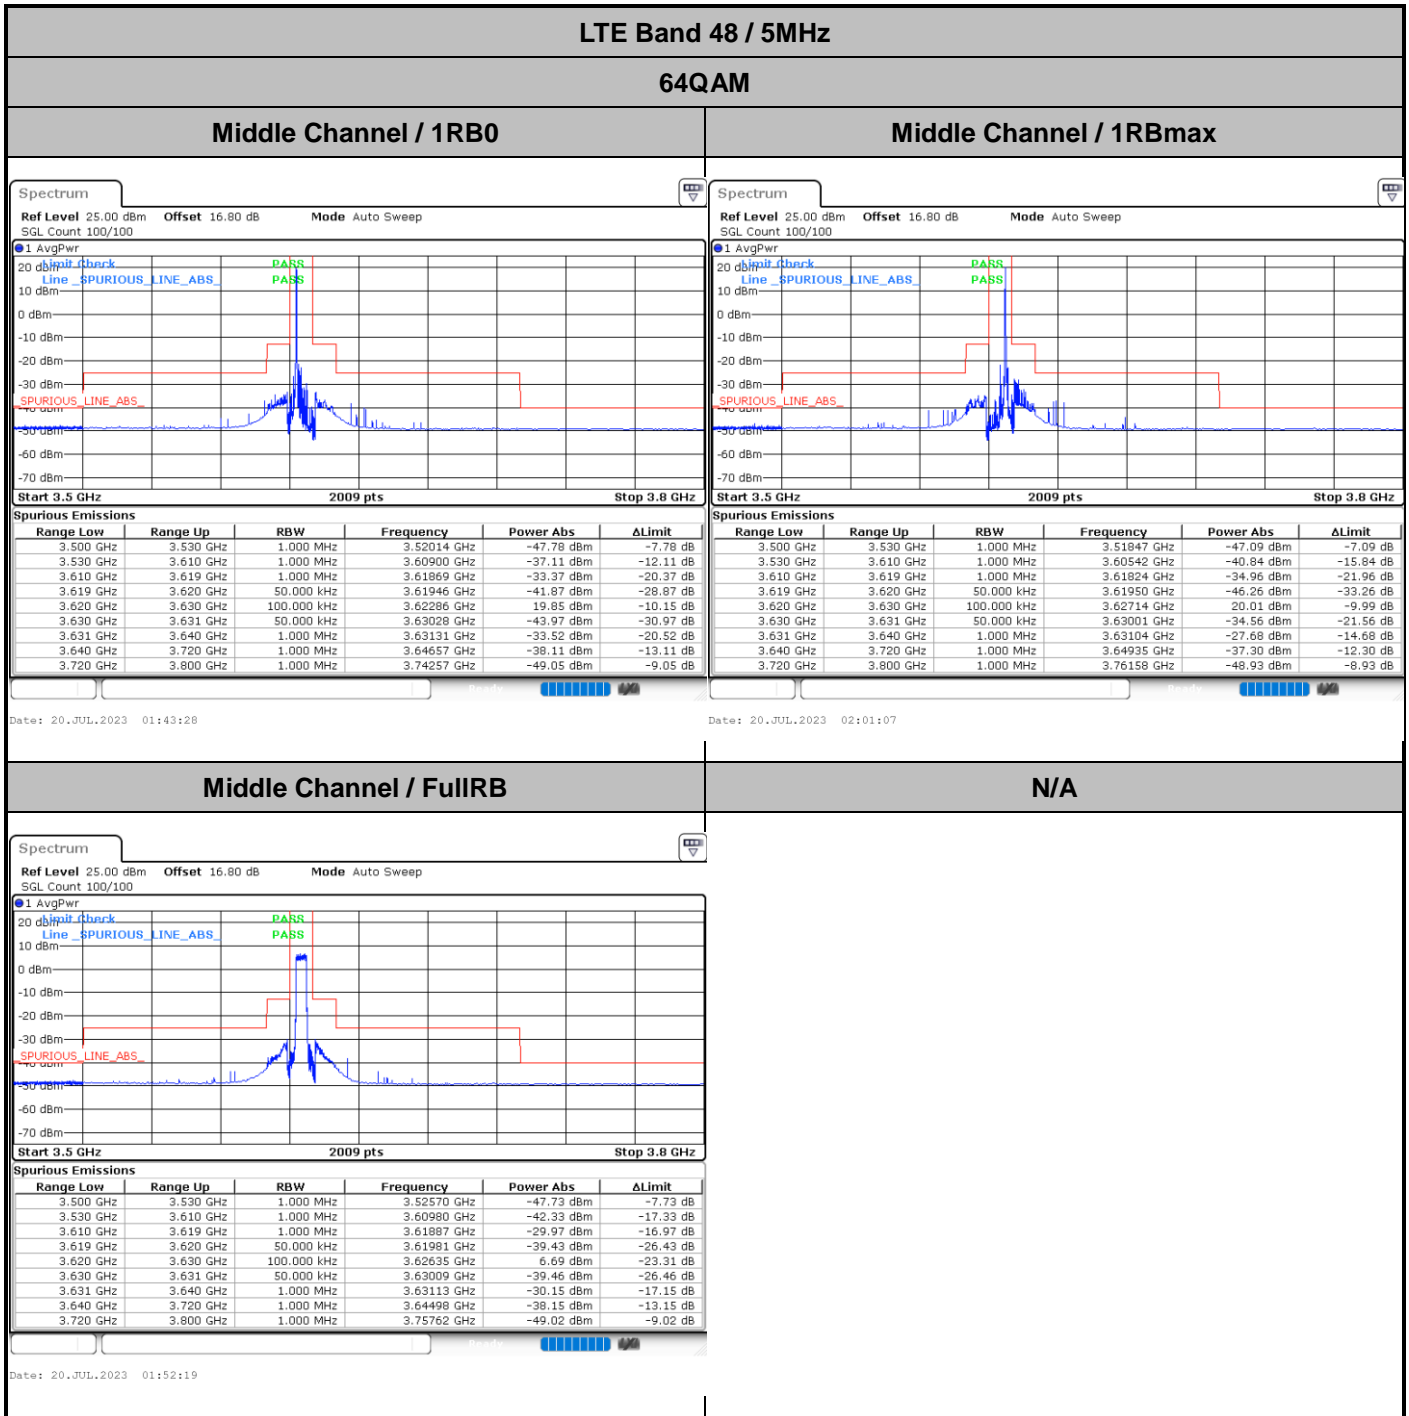 LTE Band 48 / 5MHz
64QAM
Middle Channel / 1RB0
Middle Channel / 1RBmax
Spectrum
Ref Level 25.00 dBm Offset 16.80 dB Mode Auto Sweep
SGL Count 100/100
1 AvgPwr
Limit Check PASS
Line _SPURIOUS_LINE_ABS_ PASS
20 dBm
10 dBm
0 dBm
-10 dBm
-20 dBm
-30 dBm
_SPURIOUS_LINE_ABS_
-40 dBm
-50 dBm
-60 dBm
-70 dBm
Start 3.5 GHz 2009 pts Stop 3.8 GHz
Spurious Emissions
Range Low Range Up RBW Frequency Power Abs ΔLimit
3.500 GHz 3.530 GHz 1.000 MHz 3.52014 GHz -47.78 dBm -7.78 dB
3.530 GHz 3.610 GHz 1.000 MHz 3.60900 GHz -37.11 dBm -12.11 dB
3.610 GHz 3.619 GHz 1.000 MHz 3.61869 GHz -33.37 dBm -20.37 dB
3.619 GHz 3.620 GHz 50.000 kHz 3.61946 GHz -41.87 dBm -28.87 dB
3.620 GHz 3.630 GHz 100.000 kHz 3.62286 GHz 19.85 dBm -10.15 dB
3.630 GHz 3.631 GHz 50.000 kHz 3.63028 GHz -43.97 dBm -30.97 dB
3.631 GHz 3.640 GHz 1.000 MHz 3.63131 GHz -33.52 dBm -20.52 dB
3.640 GHz 3.720 GHz 1.000 MHz 3.64657 GHz -38.11 dBm -13.11 dB
3.720 GHz 3.800 GHz 1.000 MHz 3.74257 GHz -49.05 dBm -9.05 dB
Ready
Date: 20.JUL.2023 01:43:28
Spectrum
Ref Level 25.00 dBm Offset 16.80 dB Mode Auto Sweep
SGL Count 100/100
1 AvgPwr
Limit Check PASS
Line _SPURIOUS_LINE_ABS_ PASS
20 dBm
10 dBm
0 dBm
-10 dBm
-20 dBm
-30 dBm
_SPURIOUS_LINE_ABS_
-40 dBm
-50 dBm
-60 dBm
-70 dBm
Start 3.5 GHz 2009 pts Stop 3.8 GHz
Spurious Emissions
Range Low Range Up RBW Frequency Power Abs ΔLimit
3.500 GHz 3.530 GHz 1.000 MHz 3.51847 GHz -47.09 dBm -7.09 dB
3.530 GHz 3.610 GHz 1.000 MHz 3.60542 GHz -40.84 dBm -15.84 dB
3.610 GHz 3.619 GHz 1.000 MHz 3.61824 GHz -34.96 dBm -21.96 dB
3.619 GHz 3.620 GHz 50.000 kHz 3.61950 GHz -46.26 dBm -33.26 dB
3.620 GHz 3.630 GHz 100.000 kHz 3.62714 GHz 20.01 dBm -9.99 dB
3.630 GHz 3.631 GHz 50.000 kHz 3.63001 GHz -34.56 dBm -21.56 dB
3.631 GHz 3.640 GHz 1.000 MHz 3.63104 GHz -27.68 dBm -14.68 dB
3.640 GHz 3.720 GHz 1.000 MHz 3.64935 GHz -37.30 dBm -12.30 dB
3.720 GHz 3.800 GHz 1.000 MHz 3.76158 GHz -48.93 dBm -8.93 dB
Ready
Date: 20.JUL.2023 02:01:07
Middle Channel / FullRB
N/A
Spectrum
Ref Level 25.00 dBm Offset 16.80 dB Mode Auto Sweep
SGL Count 100/100
1 AvgPwr
Limit Check PASS
Line _SPURIOUS_LINE_ABS_ PASS
20 dBm
10 dBm
0 dBm
-10 dBm
-20 dBm
-30 dBm
_SPURIOUS_LINE_ABS_
-40 dBm
-50 dBm
-60 dBm
-70 dBm
Start 3.5 GHz 2009 pts Stop 3.8 GHz
Spurious Emissions
Range Low Range Up RBW Frequency Power Abs ΔLimit
3.500 GHz 3.530 GHz 1.000 MHz 3.52570 GHz -47.73 dBm -7.73 dB
3.530 GHz 3.610 GHz 1.000 MHz 3.60980 GHz -42.33 dBm -17.33 dB
3.610 GHz 3.619 GHz 1.000 MHz 3.61887 GHz -29.97 dBm -16.97 dB
3.619 GHz 3.620 GHz 50.000 kHz 3.61981 GHz -39.43 dBm -26.43 dB
3.620 GHz 3.630 GHz 100.000 kHz 3.62635 GHz 6.69 dBm -23.31 dB
3.630 GHz 3.631 GHz 50.000 kHz 3.63009 GHz -39.46 dBm -26.46 dB
3.631 GHz 3.640 GHz 1.000 MHz 3.63113 GHz -30.15 dBm -17.15 dB
3.640 GHz 3.720 GHz 1.000 MHz 3.64498 GHz -38.15 dBm -13.15 dB
3.720 GHz 3.800 GHz 1.000 MHz 3.75762 GHz -49.02 dBm -9.02 dB
Ready
Date: 20.JUL.2023 01:52:19